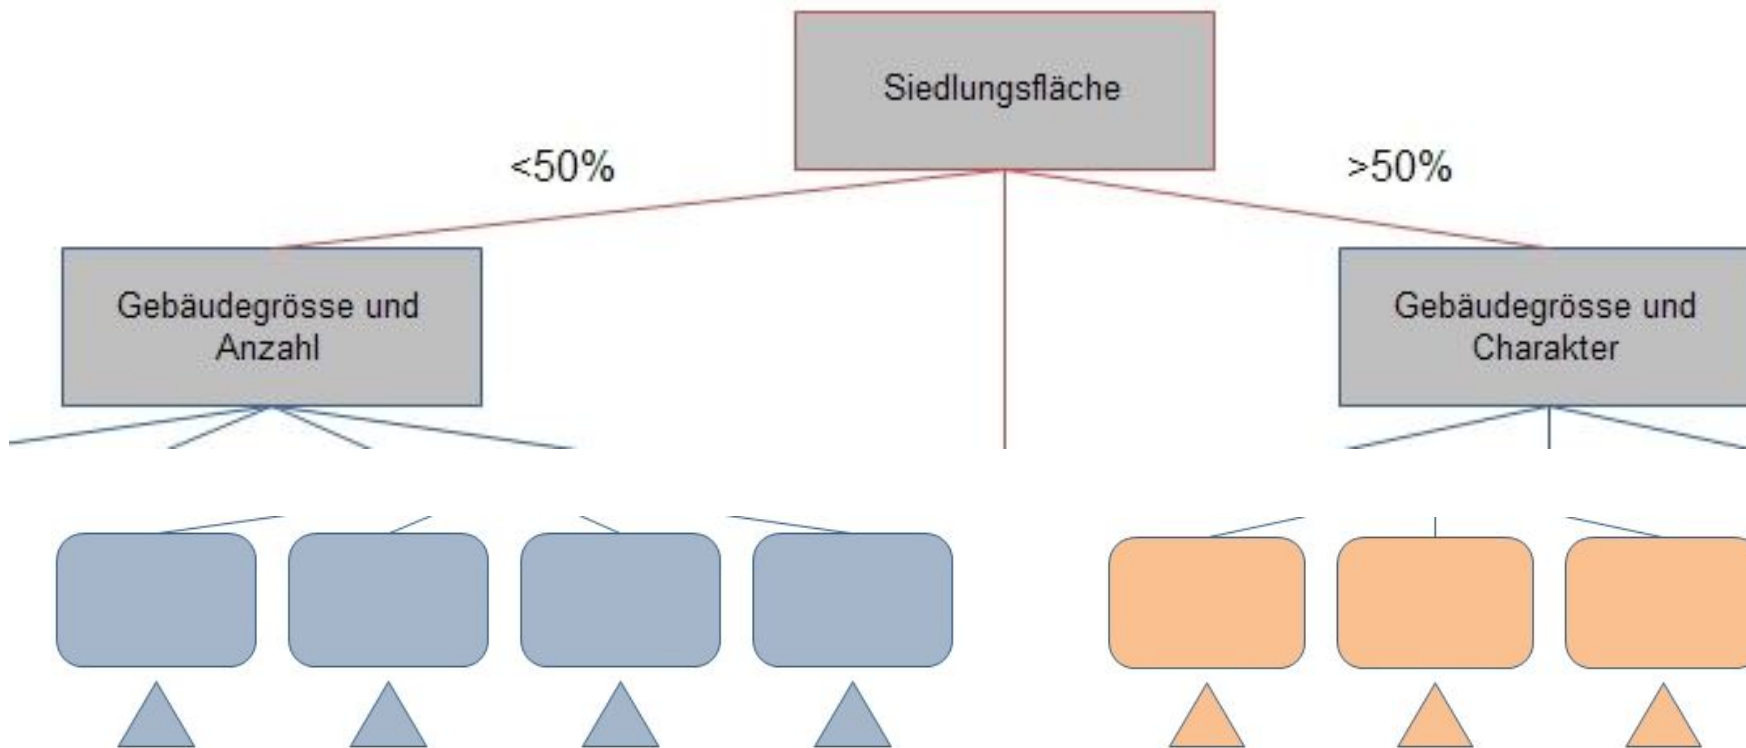 Siedlungsfläche
<50%
>50%
Gebäudegrösse und
Anzahl
Gebäudegrösse und
Charakter